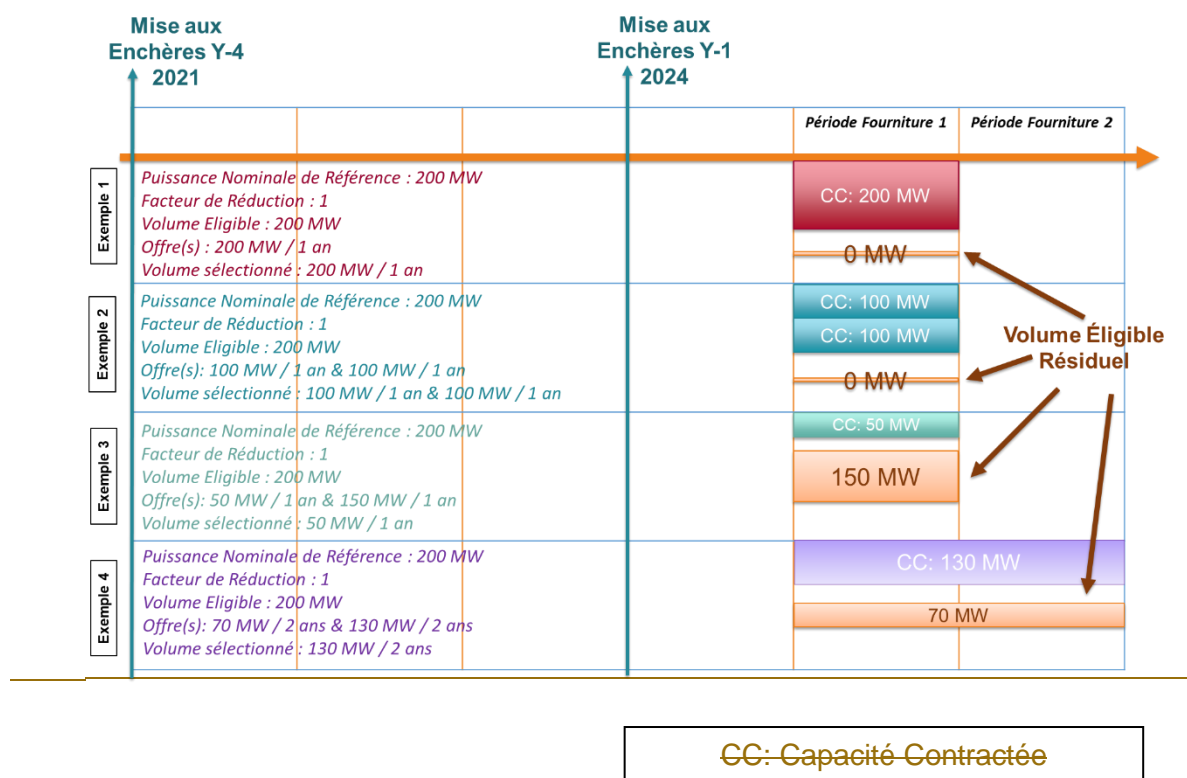 Mise aux
Enchères Y-4
2021
Mise aux
Enchères Y-1
2024
Période Fourniture 1
Période Fourniture 2
Exemple 1
Puissance Nominale de Référence : 200 MW
Facteur de Réduction : 1
Volume Eligible : 200 MW
Offre(s) : 200 MW / 1 an
Volume sélectionné : 200 MW / 1 an
CC: 200 MW
0 MW
Exemple 2
Puissance Nominale de Référence : 200 MW
Facteur de Réduction : 1
Volume Eligible : 200 MW
Offre(s): 100 MW / 1 an & 100 MW / 1 an
Volume sélectionné : 100 MW / 1 an & 100 MW / 1 an
CC: 100 MW
CC: 100 MW
0 MW
Volume Éligible
Résiduel
Exemple 3
Puissance Nominale de Référence : 200 MW
Facteur de Réduction : 1
Volume Eligible : 200 MW
Offre(s): 50 MW / 1 an & 150 MW / 1 an
Volume sélectionné : 50 MW / 1 an
CC: 50 MW
150 MW
Exemple 4
Puissance Nominale de Référence : 200 MW
Facteur de Réduction : 1
Volume Eligible : 200 MW
Offre(s): 70 MW / 2 ans & 130 MW / 2 ans
Volume sélectionné : 130 MW / 2 ans
CC: 130 MW
70 MW
CC: Capacité Contractée